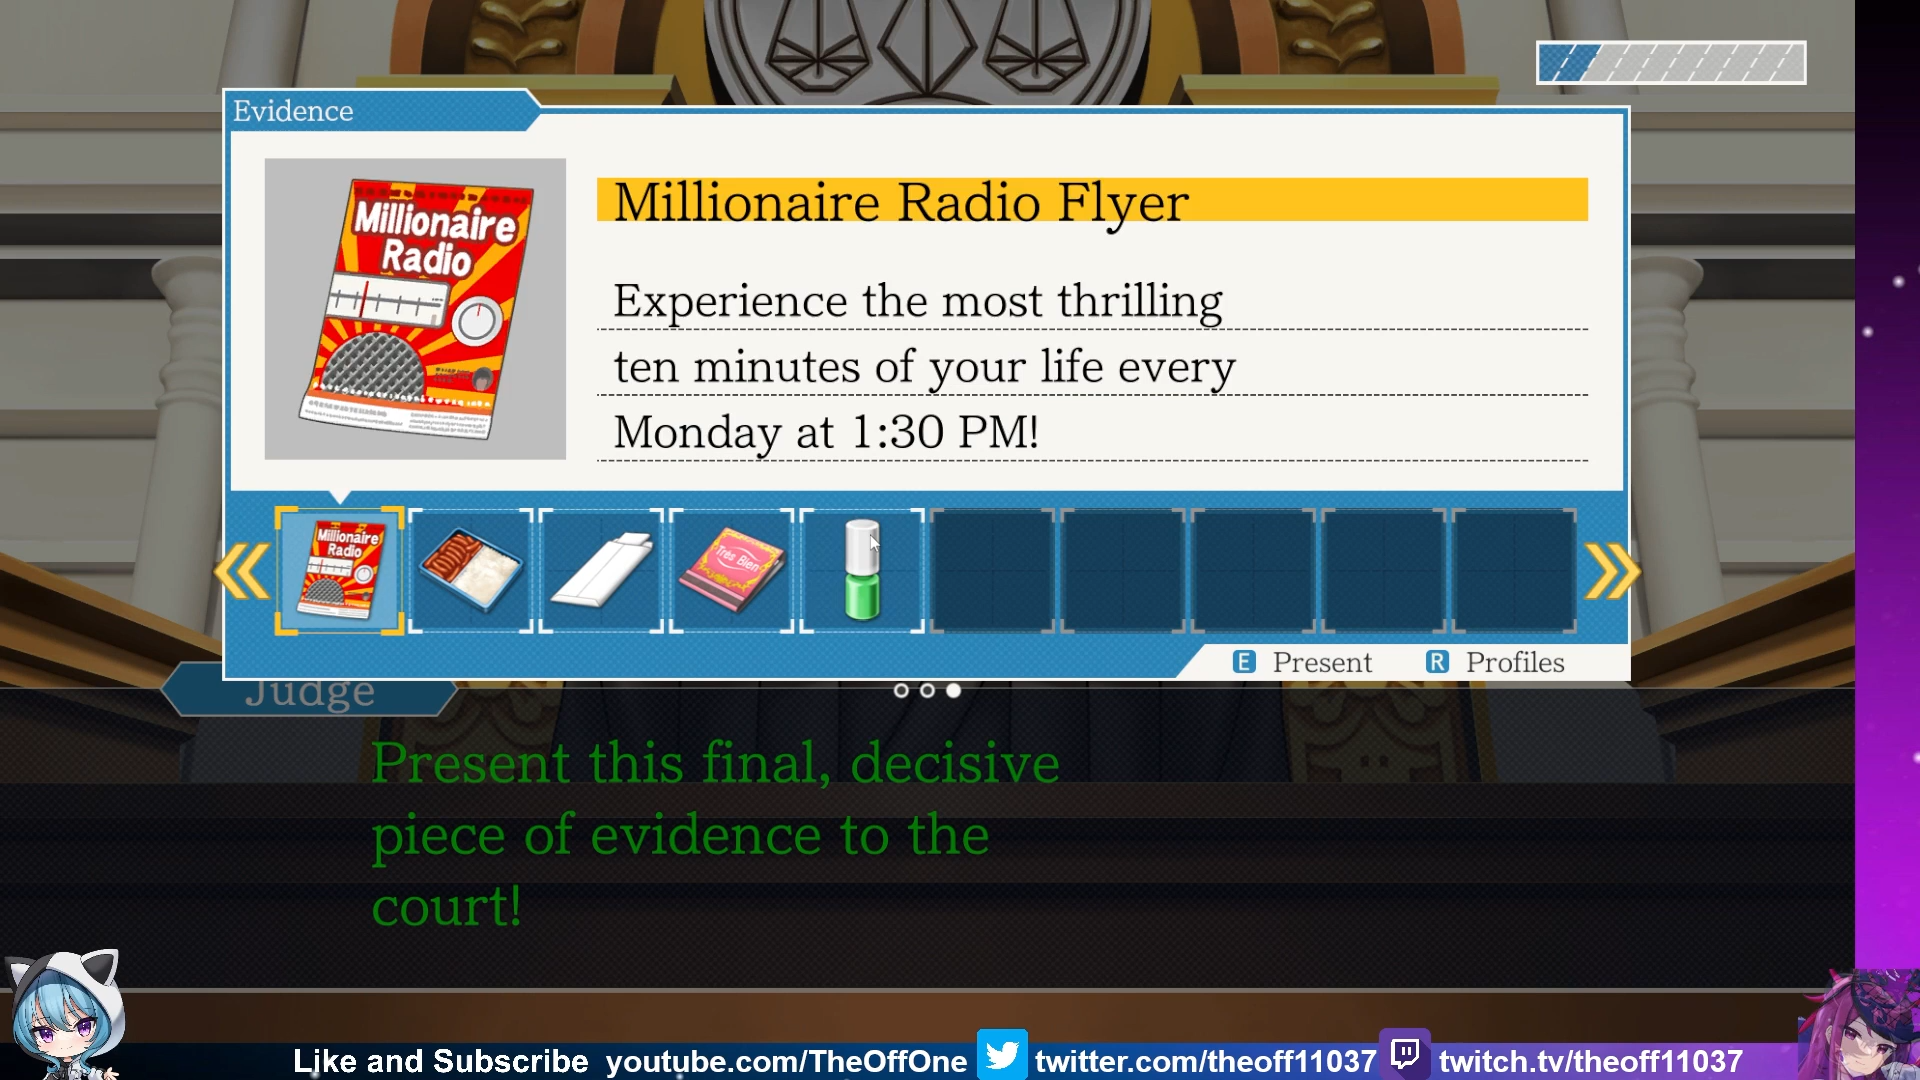 Evidence
Millionaire
Radio
Millionaire Radio Flyer
Experience the most thrilling
ten minutes of your life every
Monday at 1:30 PM!
Millionaire
Radio
Très Bien
E Present
R Profiles
Judge
Present this final, decisive
piece of evidence to the
court!
Like and Subscribe youtube.com/TheOffOne twitter.com/theoff11037 twitch.tv/theoff11037